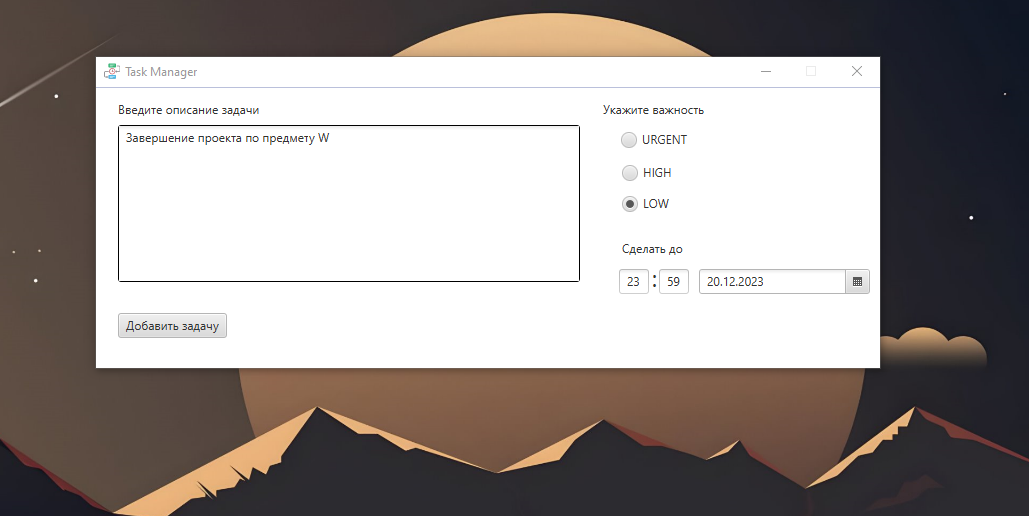 Task Manager
Введите описание задачи
Завершение проекта по предмету W
Укажите важность
URGENT
HIGH
LOW
Сделать до
23 : 59 20.12.2023
Добавить задачу